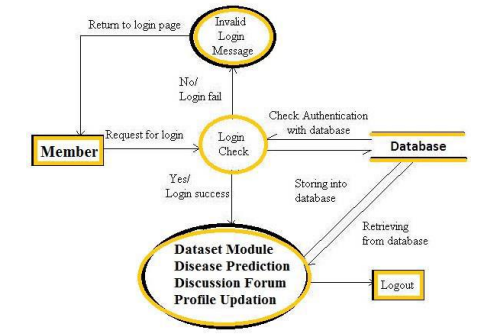 Return to login page
Invalid
Login
Message
No/
Login fail
Check Authentication
with database
Request for login
Member
Login
Check
Database
Yes/
Login success
Storing into
database
Retrieving
from database
Dataset Module
Disease Prediction
Discussion Forum
Profile Updation
Logout